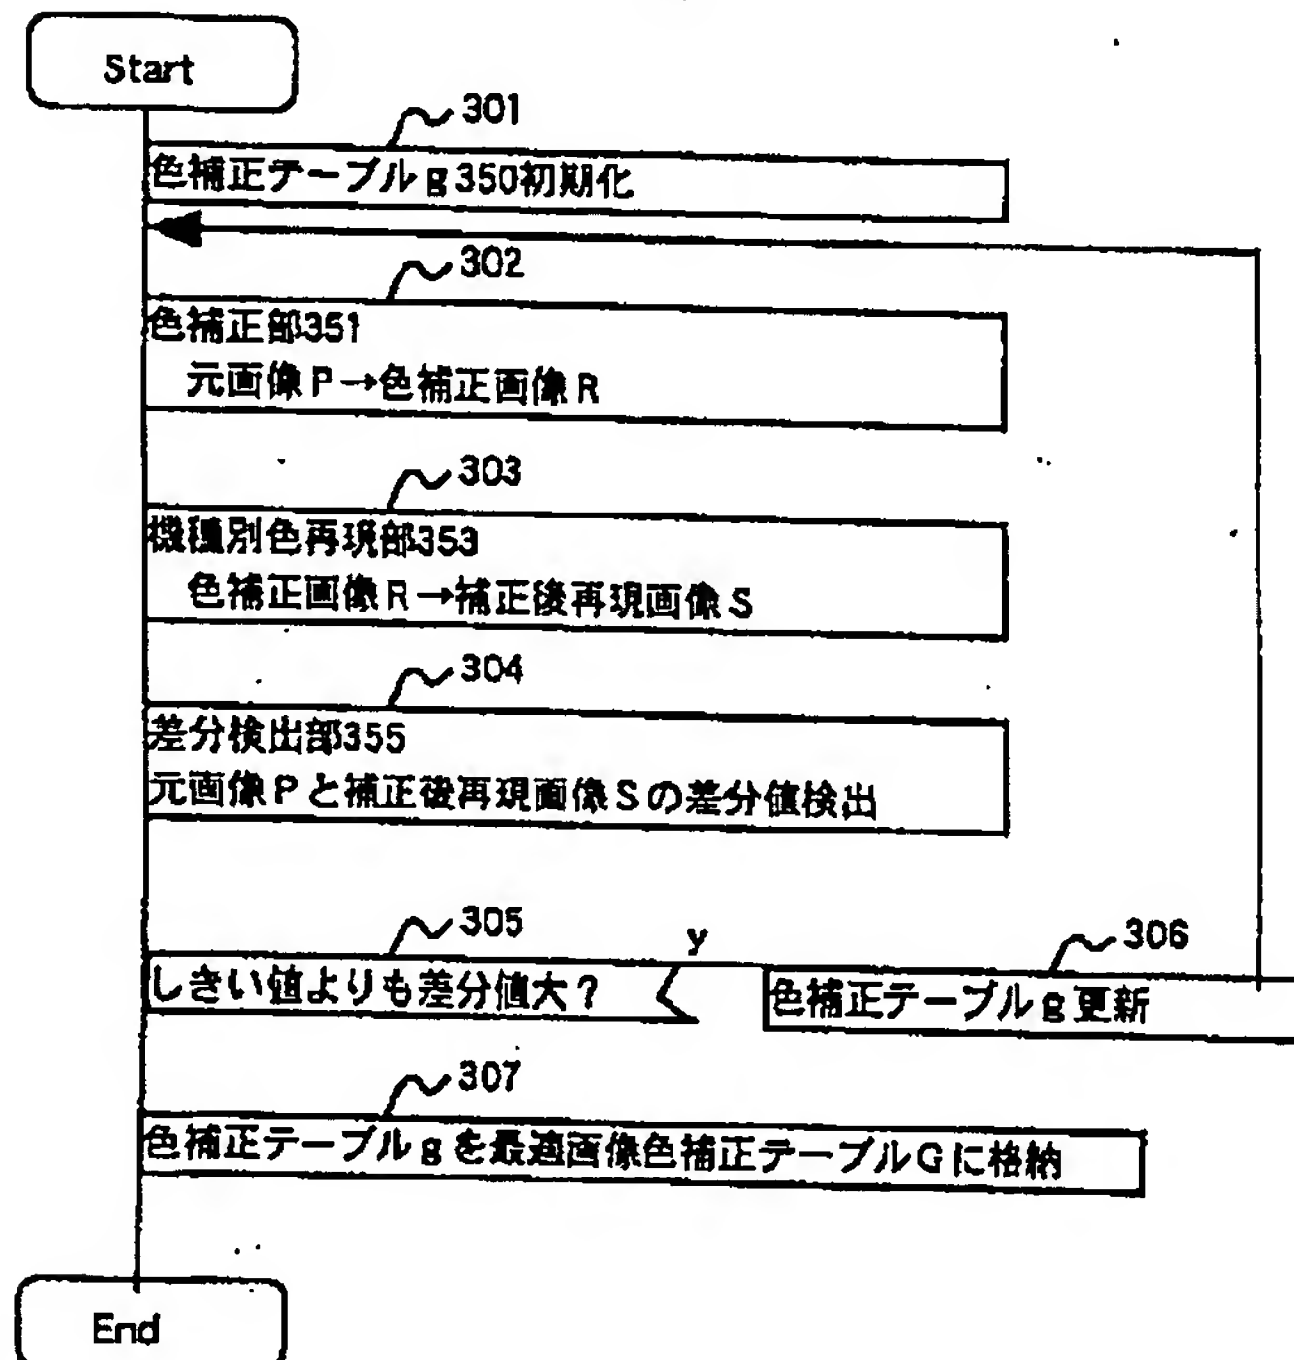 Start
301
色補正テーブルg350初期化
302
色補正部351
元画像P→色補正画像R
303
機種別色再現部353
色補正画像R→補正後再現画像S
304
差分検出部355
元画像Pと補正後再現画像Sの差分値検出
305
y
306
しきい値よりも差分値大?
色補正テーブルg更新
307
色補正テーブルgを最適画像色補正テーブルGに格納
End